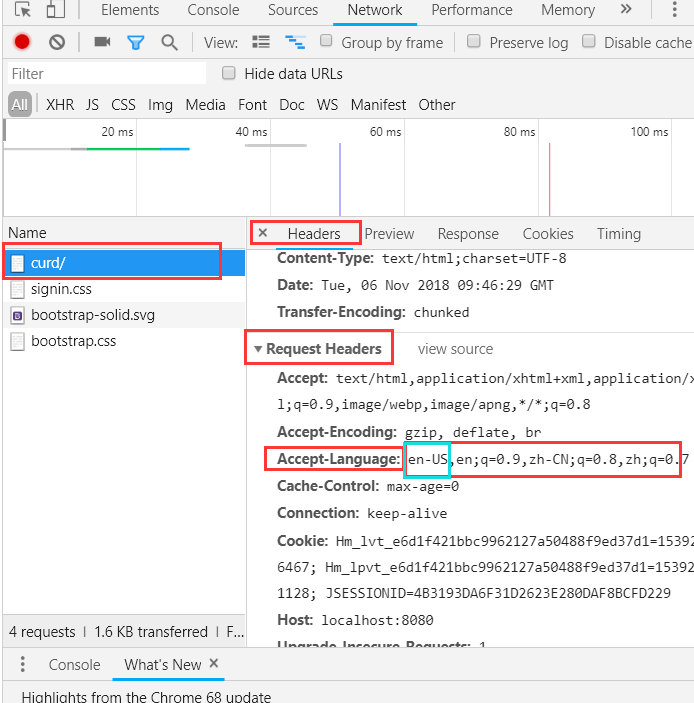 Elements Console Sources Network Performance Memory »
View: Group by frame Preserve log Disable cache
Filter Hide data URLs
All XHR JS CSS Img Media Font Doc WS Manifest Other
20 ms 40 ms 60 ms 80 ms 100 ms
Name
curd/
signin.css
bootstrap-solid.svg
bootstrap.css
4 requests | 1.6 KB transferred | F...
× Headers Preview Response Cookies Timing
Content-Type: text/html;charset=UTF-8
Date: Tue, 06 Nov 2018 09:46:29 GMT
Transfer-Encoding: chunked
▼ Request Headers view source
Accept: text/html,application/xhtml+xml,application/x
l;q=0.9,image/webp,image/apng,*/*;q=0.8
Accept-Encoding: gzip, deflate, br
Accept-Language: en-US,en;q=0.9,zh-CN;q=0.8,zh;q=0.7
Cache-Control: max-age=0
Connection: keep-alive
Cookie: Hm_lvt_e6d1f421bbc9962127a50488f9ed37d1=15392
6467; Hm_lpvt_e6d1f421bbc9962127a50488f9ed37d1=15392
1128; JSESSIONID=4B3193DA6F31D2623E280DAF8BCFD229
Host: localhost:8080
Upgrade-Insecure-Requests: 1
Console What's New ×
Highlights from the Chrome 68 update